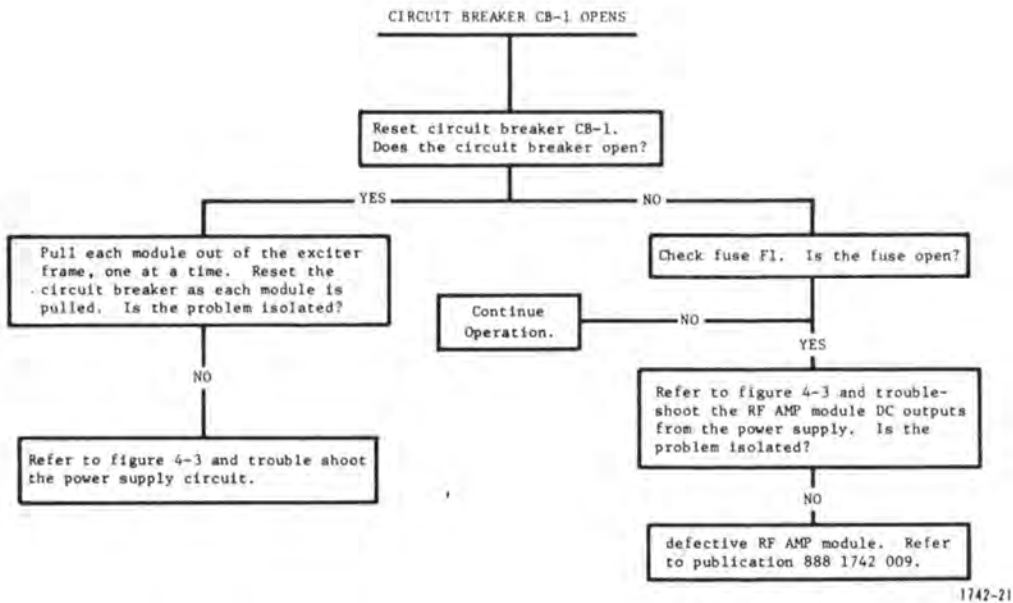 CIRCUIT BREAKER CB-1 OPENS
Reset circuit breaker CB-1.
Does the circuit breaker open?
YES
NO
Pull each module out of the exciter
frame, one at a time. Reset the
circuit breaker as each module is
pulled. Is the problem isolated?
Check fuse F1. Is the fuse open?
Continue
Operation.
NO
YES
NO
Refer to figure 4-3 and trouble-
shoot the RF AMP module DC outputs
from the power supply. Is the
problem isolated?
Refer to figure 4-3 and trouble shoot
the power supply circuit.
NO
defective RF AMP module. Refer
to publication 888 1742 009.
1742-21